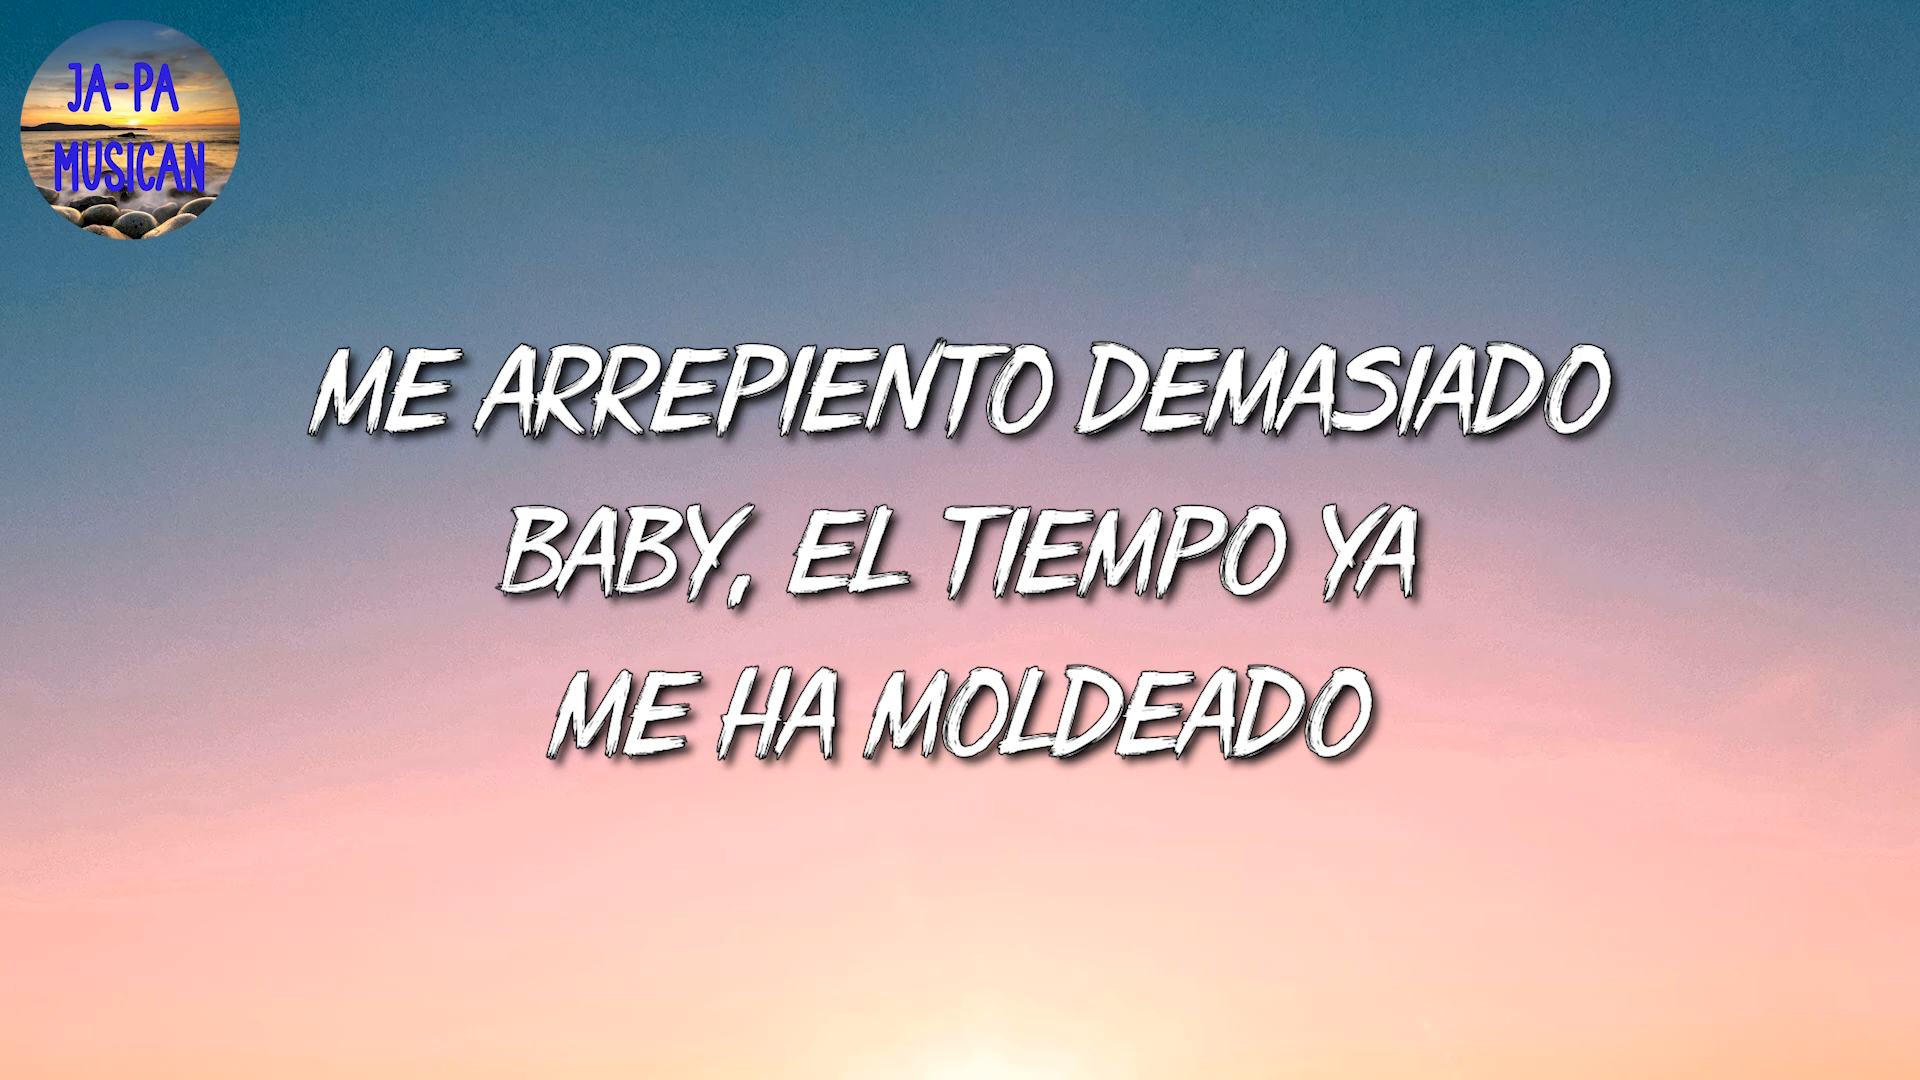 JA-PA
MUSICAN
ME ARREPIENTO DEMASIADO
BABY, EL TIEMPO YA
ME HA MOLDEADO